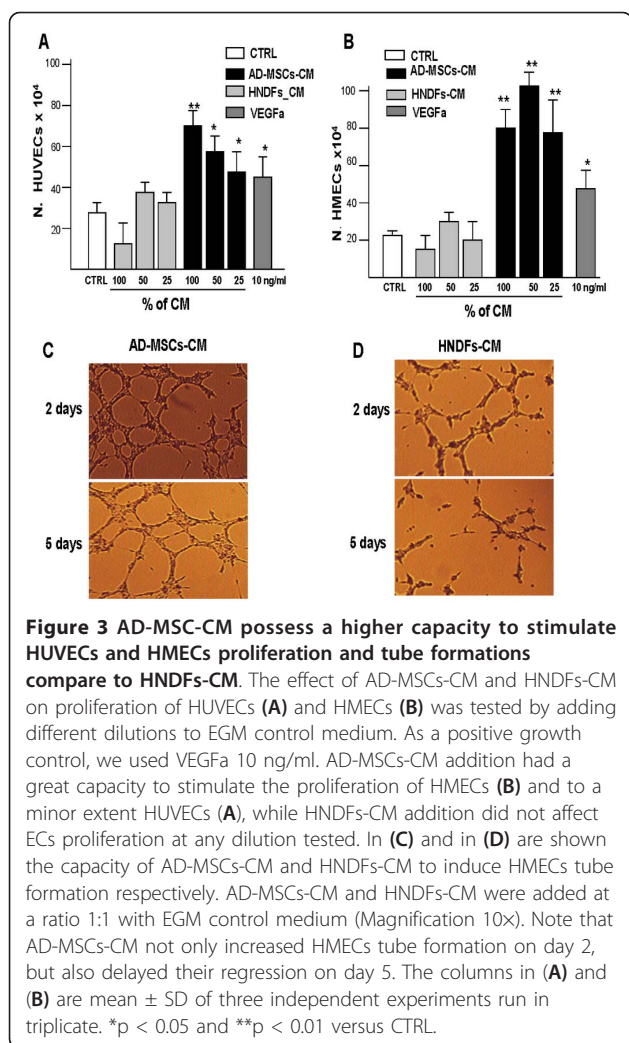 A
CTRL
AD-MSCs-CM
HNDFs_CM
VEGFa
N. HUVECs x 10⁴
100
80
60
40
20
**
*
*
*
CTRL 100 50 25 100 50 25 10 ng/ml
% of CM
B
CTRL
AD-MSCs-CM
HNDFs-CM
VEGFa
N. HMECs x10⁴
100
80
60
40
20
**
**
**
*
CTRL 100 50 25 100 50 25 10 ng/ml
% of CM
C
AD-MSCs-CM
2 days
5 days
D
HNDFs-CM
2 days
5 days
Figure 3 AD-MSC-CM possess a higher capacity to stimulate
HUVECs and HMECs proliferation and tube formations
compare to HNDFs-CM. The effect of AD-MSCs-CM and HNDFs-CM
on proliferation of HUVECs (A) and HMECs (B) was tested by adding
different dilutions to EGM control medium. As a positive growth
control, we used VEGFa 10 ng/ml. AD-MSCs-CM addition had a
great capacity to stimulate the proliferation of HMECs (B) and to a
minor extent HUVECs (A), while HNDFs-CM addition did not affect
ECs proliferation at any dilution tested. In (C) and in (D) are shown
the capacity of AD-MSCs-CM and HNDFs-CM to induce HMECs tube
formation respectively. AD-MSCs-CM and HNDFs-CM were added at
a ratio 1:1 with EGM control medium (Magnification 10×). Note that
AD-MSCs-CM not only increased HMECs tube formation on day 2,
but also delayed their regression on day 5. The columns in (A) and
(B) are mean ± SD of three independent experiments run in
triplicate. *p < 0.05 and **p < 0.01 versus CTRL.